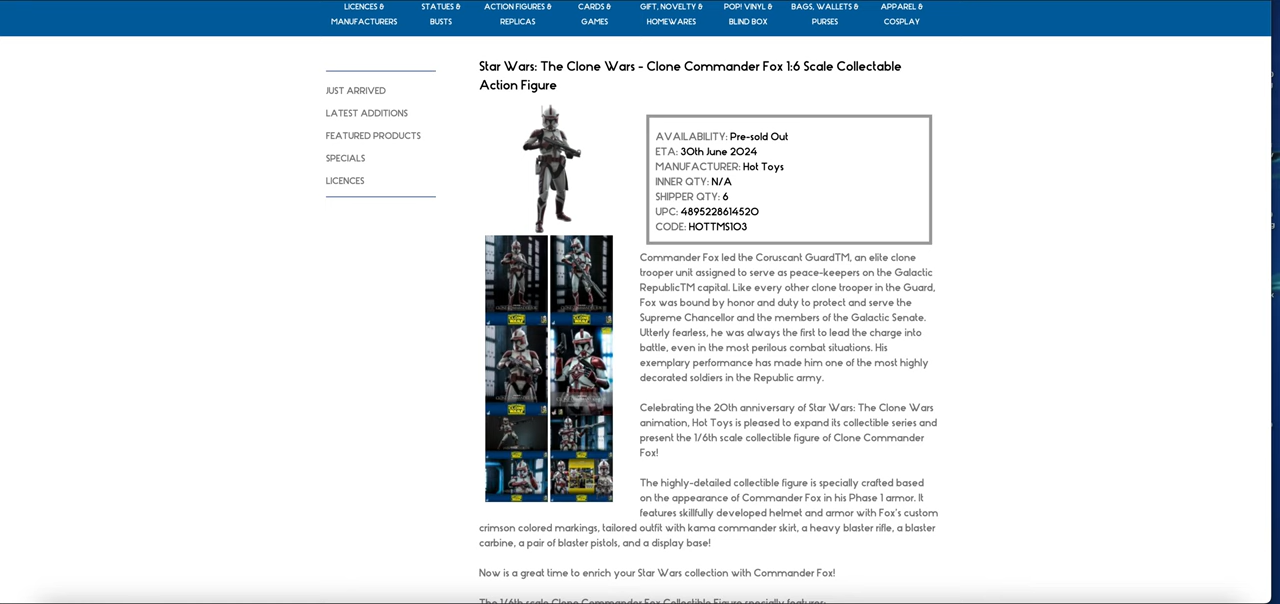 LICENCES & MANUFACTURERS
STATUES & BUSTS
ACTION FIGURES & REPLICAS
CARDS & GAMES
GIFT, NOVELTY & HOMEWARES
POP! VINYL & BLIND BOX
BAGS, WALLETS & PURSES
APPAREL & COSPLAY
JUST ARRIVED
LATEST ADDITIONS
FEATURED PRODUCTS
SPECIALS
LICENCES
Star Wars: The Clone Wars - Clone Commander Fox 1:6 Scale Collectable
Action Figure
AVAILABILITY: Pre-sold Out
ETA: 30th June 2024
MANUFACTURER: Hot Toys
INNER QTY: N/A
SHIPPER QTY: 6
UPC: 4895228614520
CODE: HOTTMS103
Commander Fox led the Coruscant GuardTM, an elite clone
trooper unit assigned to serve as peace-keepers on the Galactic
RepublicTM capital. Like every other clone trooper in the Guard,
Fox was bound by honor and duty to protect and serve the
Supreme Chancellor and the members of the Galactic Senate.
Utterly fearless, he was always the first to lead the charge into
battle, even in the most perilous combat situations. His
exemplary performance has made him one of the most highly
decorated soldiers in the Republic army.
Celebrating the 20th anniversary of Star Wars: The Clone Wars
animation, Hot Toys is pleased to expand its collectible series and
present the 1/6th scale collectible figure of Clone Commander
Fox!
The highly-detailed collectible figure is specially crafted based
on the appearance of Commander Fox in his Phase 1 armor. It
features skillfully developed helmet and armor with Fox's custom
crimson colored markings, tailored outfit with kama commander skirt, a heavy blaster rifle, a blaster
carbine, a pair of blaster pistols, and a display base!
Now is a great time to enrich your Star Wars collection with Commander Fox!
The 1/6th scale Clone Commander Fox Collectible Figure specially features: